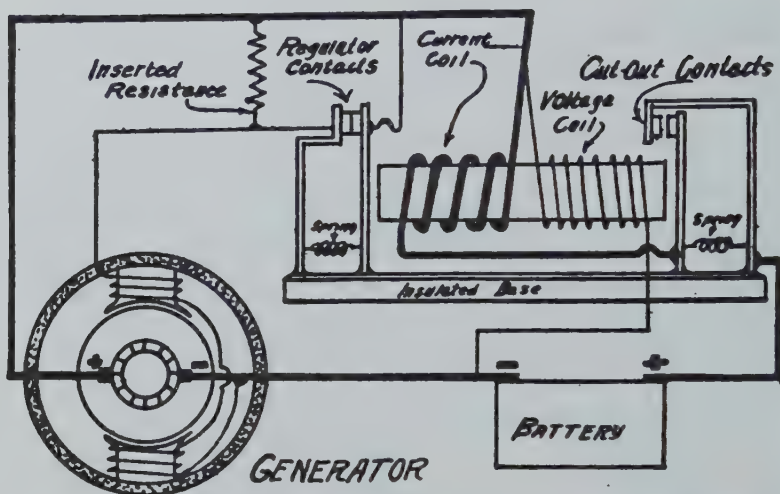 Inserted
Resistance
Regulator
Contacts
Current
Coil
Voltage
Coil
Cut-Out Contacts
Spring
Spring
Insulated Base
+
-
-
+
BATTERY
GENERATOR